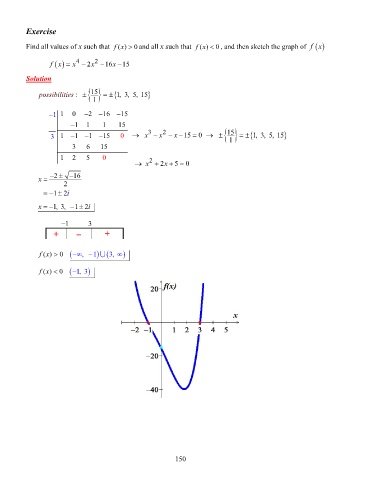 Exercise
Find all values of x such that f(x) > 0 and all x such that f(x) < 0 , and then sketch the graph of f(x)
f(x) = x⁴ − 2x² − 16x − 15
Solution
possibilities : ± {15/1} = ± {1, 3, 5, 15}
−1 | 1 0 −2 −16 −15
−1 1 1 15
3 | 1 −1 −1 −15 0 → x³ − x² − x − 15 = 0 → ± {15/1} = ± {1, 3, 5, 15}
3 6 15
1 2 5 0
→ x² + 2x + 5 = 0
x = (−2 ± √−16)/2
= −1 ± 2i
x = −1, 3, −1 ± 2i
−1 3
+ − +
f(x) > 0 (−∞, −1) ∪ (3, ∞)
f(x) < 0 (−1, 3)
20 f(x)
x
−2 −1 1 2 3 4 5
−20
−40
150